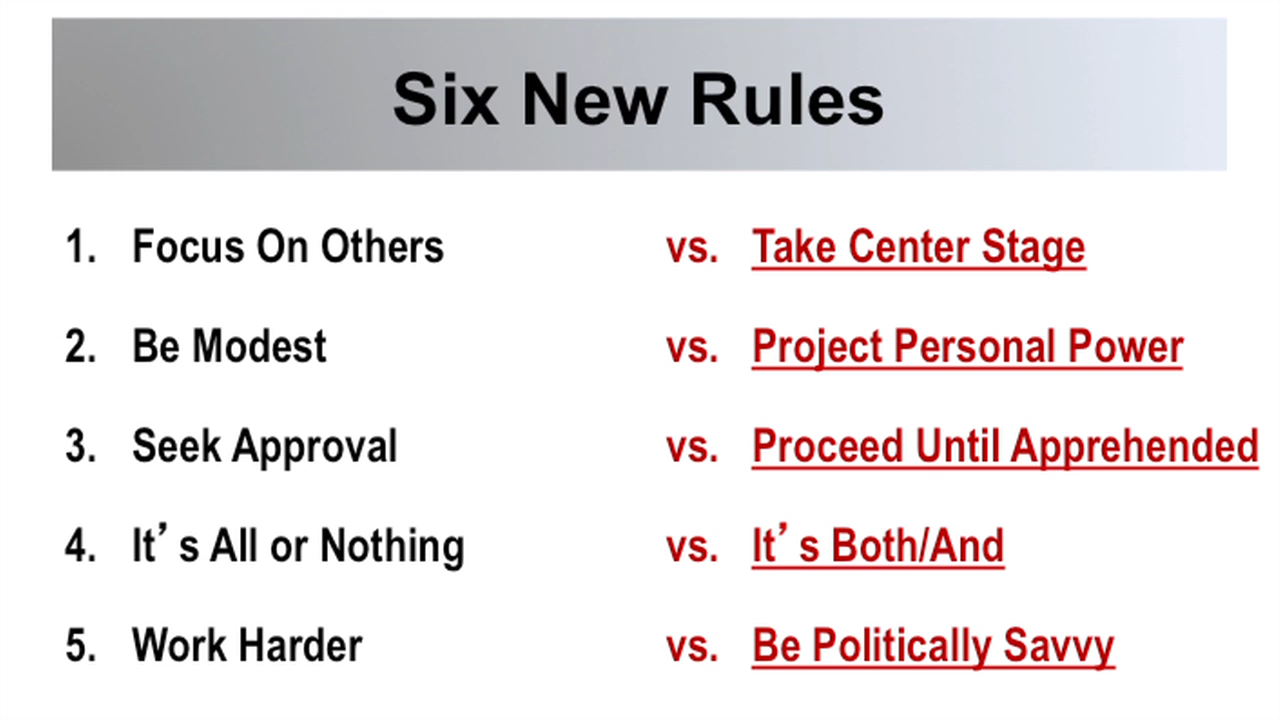 Six New Rules
1. Focus On Others vs. Take Center Stage
2. Be Modest vs. Project Personal Power
3. Seek Approval vs. Proceed Until Apprehended
4. It’s All or Nothing vs. It’s Both/And
5. Work Harder vs. Be Politically Savvy